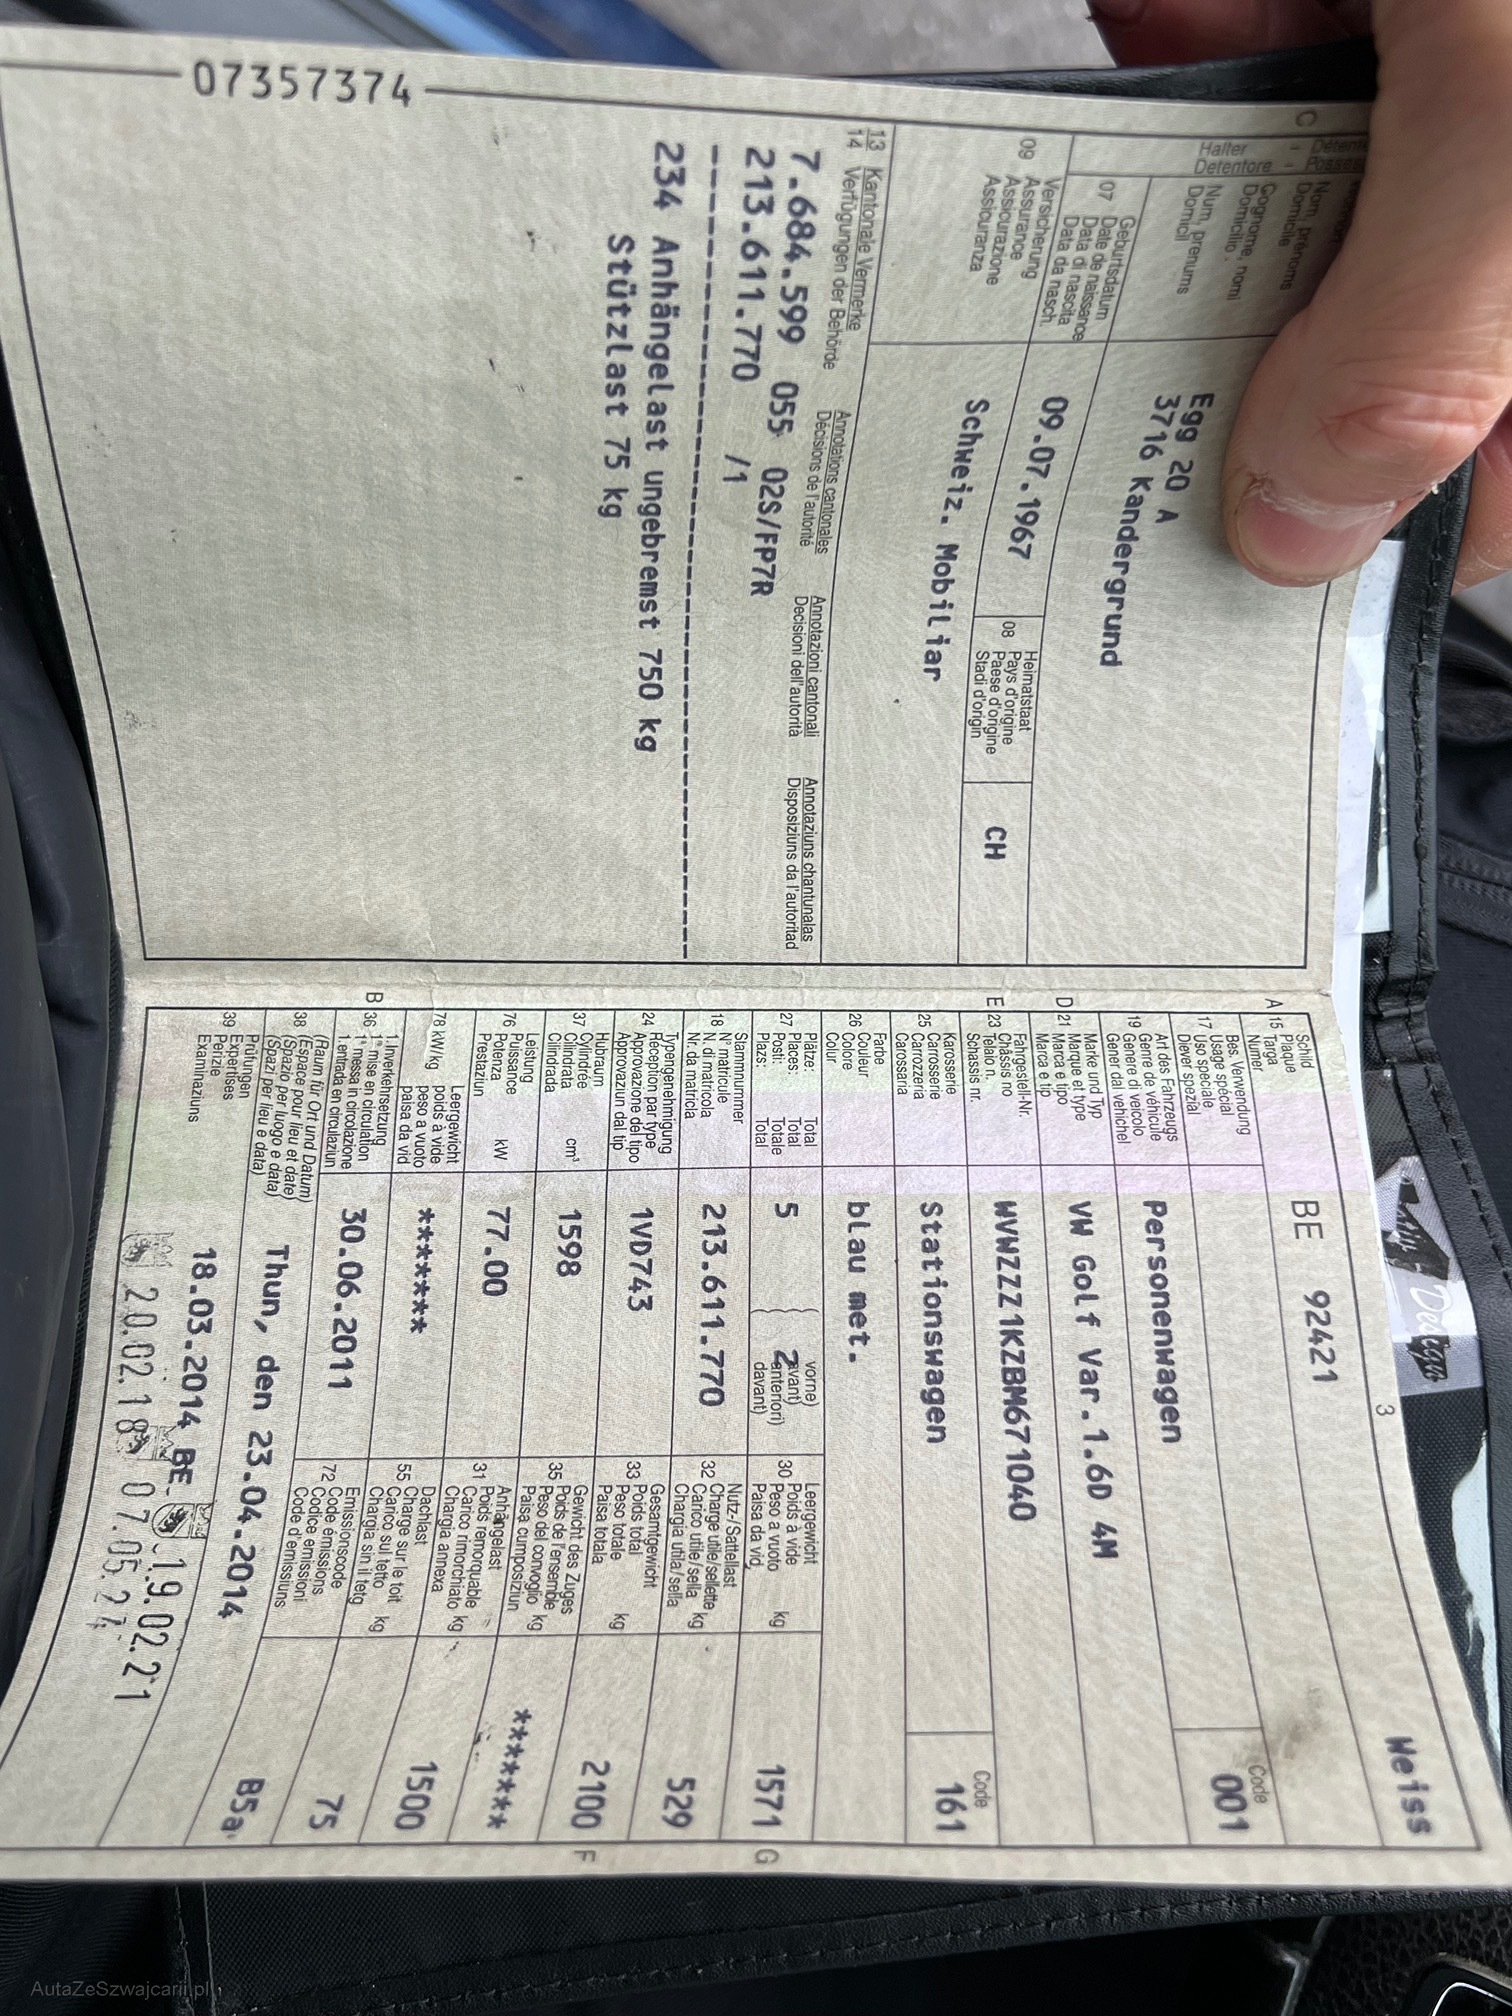 07357374
C
Halter - Détent
Detentore - Posses
Nom, prénoms
Domicile
Cognome, nomi
Domicilio
Num, prenums
Domicil
Egg 20 A
3716 Kandergrund
Geburtsdatum
07 Date de naissance
Data di nascita
Data da nasch.
09.07.1967
Heimatstaat
08 Pays d'origine
Paese d'origine
Stadi d'origin
CH
Versicherung
09 Assurance
Assicurazione
Assicuranza
Schweiz. Mobiliar
13 Kantonale Vermerke Annotations cantonales Annotazioni cantonali Annotaziuns chantunalas
14 Verfügungen der Behörde Décisions de l'autorité Decisioni dell'autorità Disposiziuns da l'autoritad
7.684.599 055 02S/FP7R
213.611.770 /1
234 Anhängelast ungebremst 750 kg
Stützlast 75 kg
3
Weiss
Schild
A 15 Plaque
Targa
Numer
BE 92421
Bes. Verwendung
17 Usage spécial
Uso speciale
Diever spezial
Code
001
Art des Fahrzeugs
19 Genre de véhicule
Genere di veicolo
Gener dal vehichel
Personenwagen
Marke und Typ
D 21 Marque et type
Marca e tipo
Marca e tip
VW Golf Var.1.6D 4M
Fahrgestell-Nr.
E 23 Châssis no
Telaio n.
Schassis nr.
WVWZZZ1KZBM671040
Karosserie
25 Carrosserie
Carrozzeria
Carossaria
Stationswagen
Code
161
Farbe
26 Couleur
Colore
Colur
blau met.
Plätze: Total
27 Places: Total
Posti: Totale
Plazs: Total
5
vorne)
2 avant)
anteriori)
davant)
Leergewicht
30 Poids à vide
Peso a vuoto kg
Paisa da vid
1571 G
Stammnummer
18 N° matricule
N. di matricola
Nr. da matricla
213.611.770
Nutz-/Sattellast
32 Charge utile/sellette kg
Carico utile/sella
Chargia utila/sella
529
Typengenehmigung
24 Réception par type
Approvazione del tipo
Approvaziun dal tip
1VD743
Gesamtgewicht
33 Poids total
Peso totale kg
Paisa totala
2100 F
Hubraum
37 Cylindrée cm³
Cilindrata
Cilindrada
1598
Gewicht des Zuges
35 Poids de l'ensemble kg
Peso del convoglio
Paisa cumposiziun
*******
Leistung
76 Puissance kW
Potenza
Prestaziun
77.00
Anhängelast
31 Poids remorquable kg
Carico rimorchiato
Chargia annexa
1500
Leergewicht
78 kW/kg poids à vide
peso a vuoto
paisa da vid
*******
Dachlast
55 Charge sur le toit kg
Carico sul tetto
Chargia sin il tetg
75
1.Inverkehrsetzung
B 36 1re mise en circulation
1a messa in circolazione
1.entrada en circulaziun
30.06.2011
Emissionscode
72 Code émissions
Codice emissioni
Code d'emissiuns
B5a
(Raum für Ort und Datum)
38 (Espace pour lieu et date)
(Spazio per luogo e data)
(Spazi per lieu e data)
Thun, den 23.04.2014
Prüfungen
39 Expertises
Perizie
Examinaziuns
18.03.2014 BE
19.02.21
20.02.18
07.05.24
Design
AutaZeSzwajcarii.pl